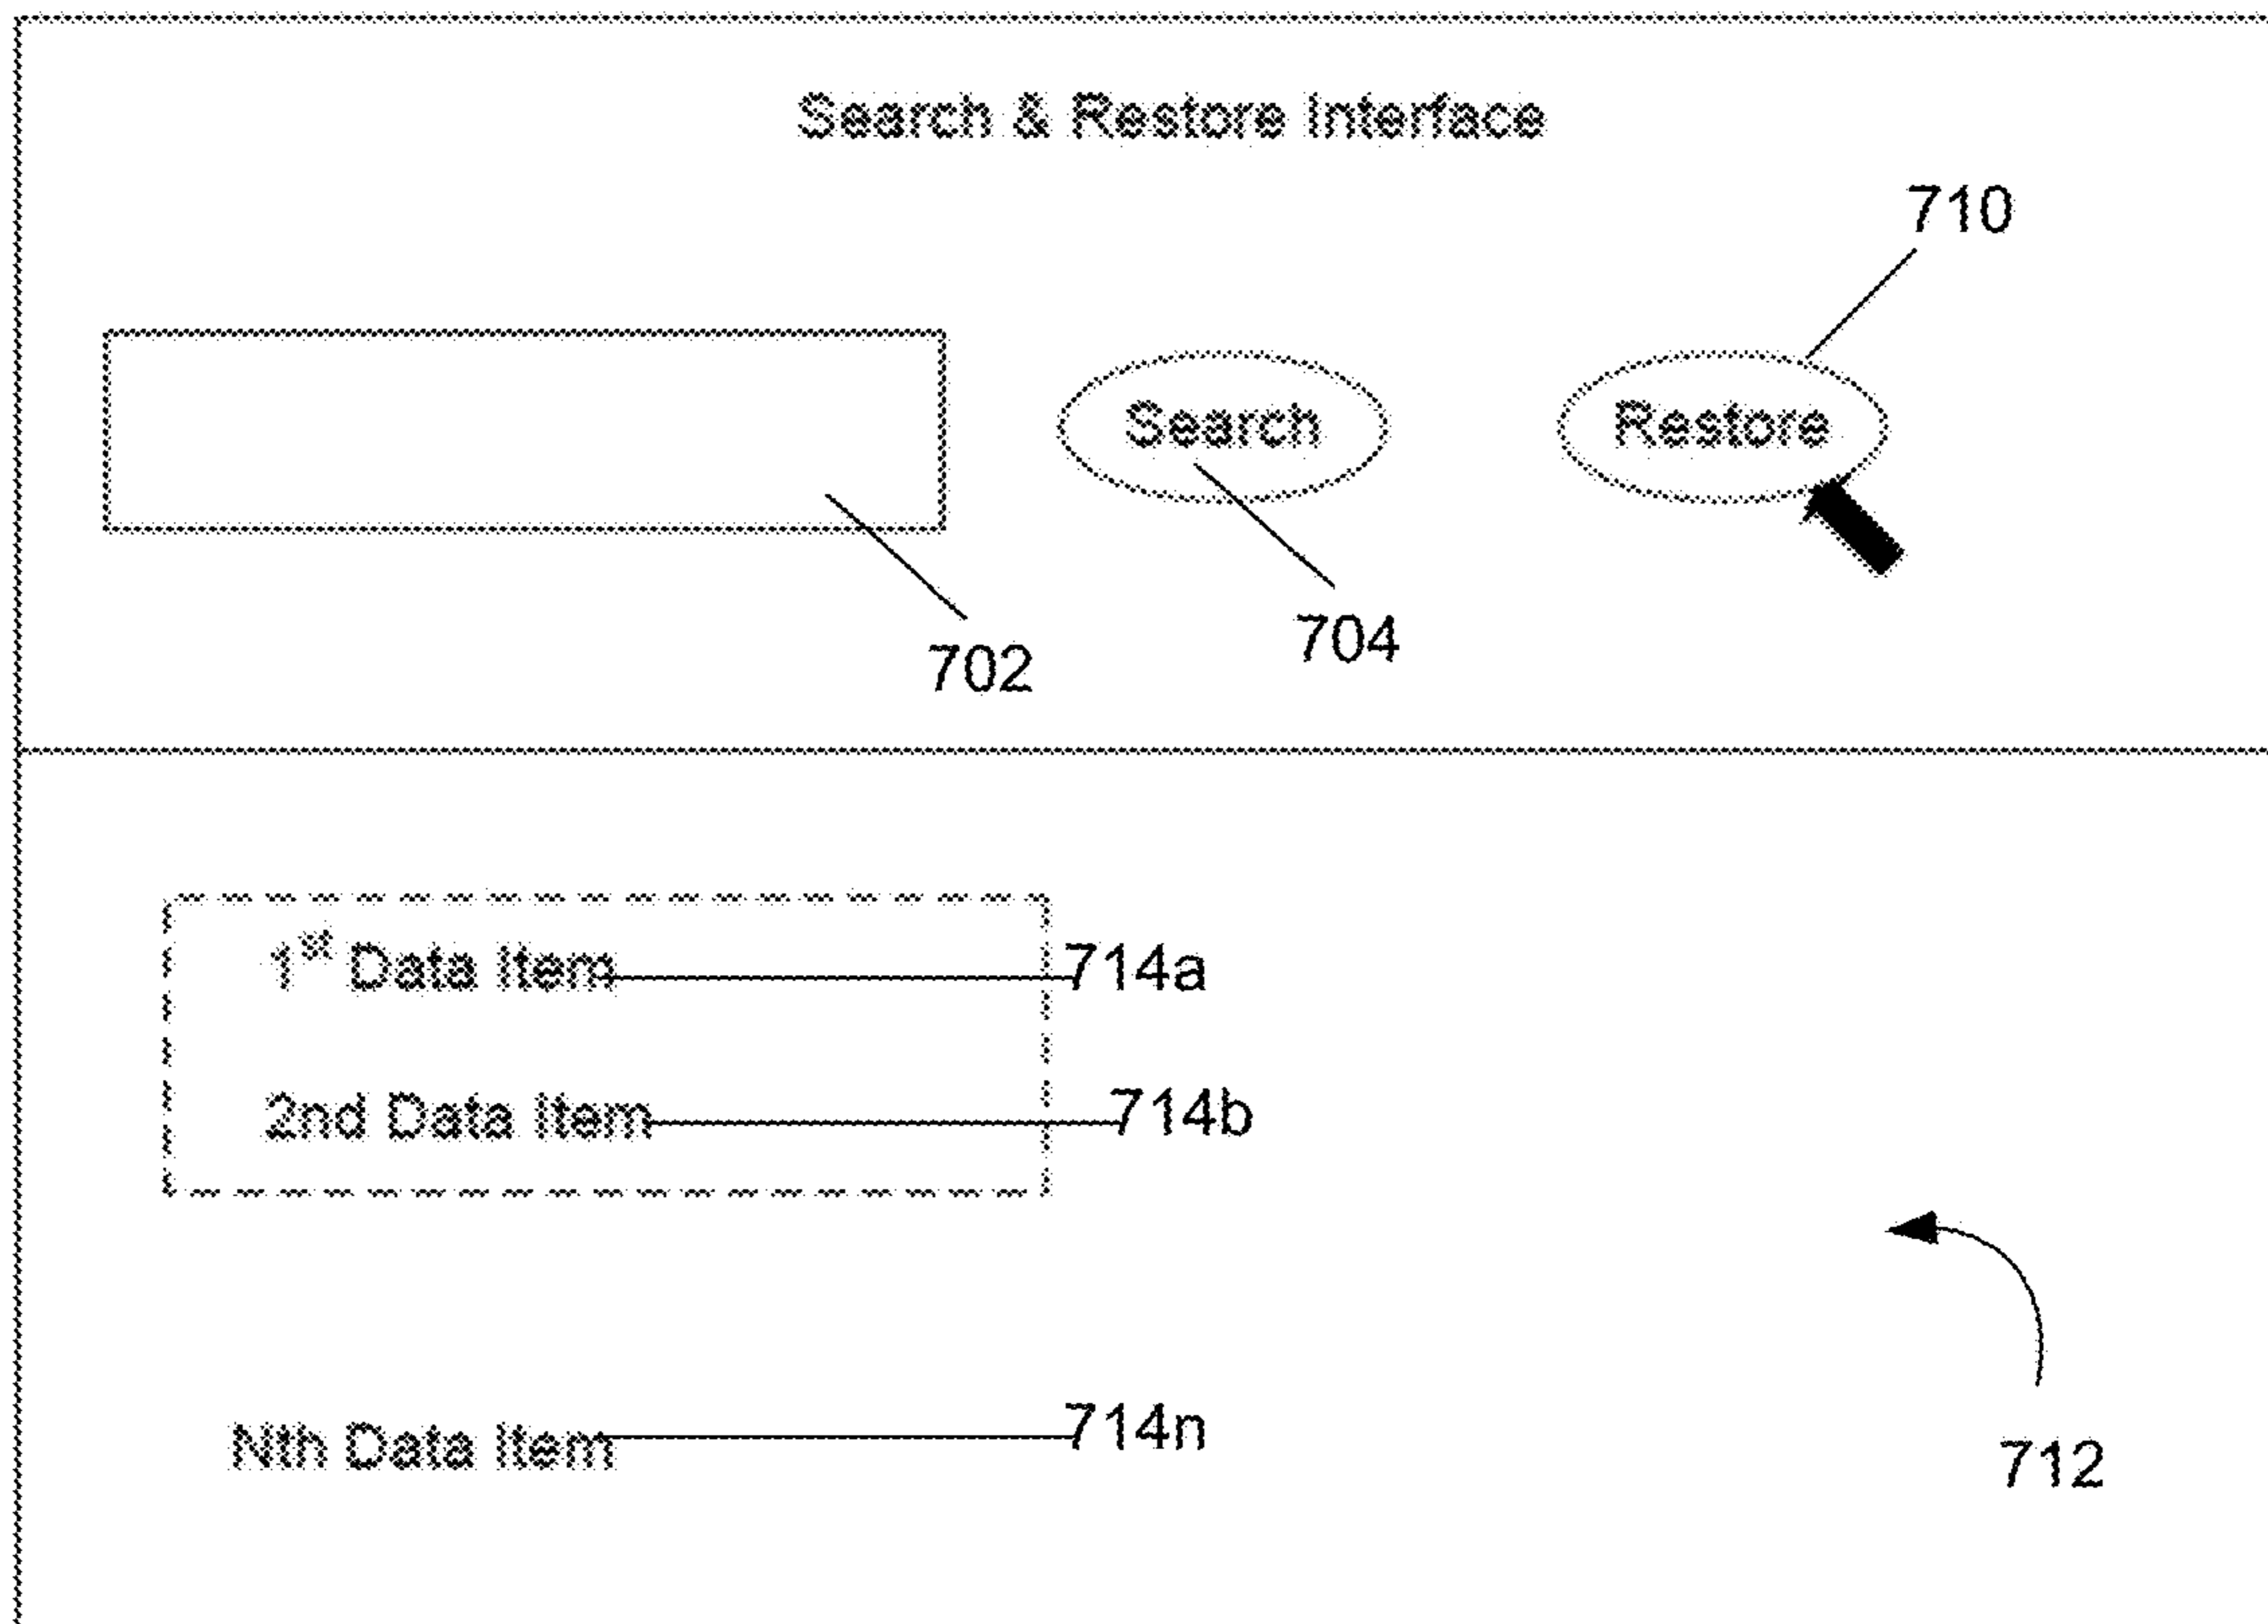 Search & Restore Interface
710
Search
Restore
702
704
1st Data Item 714a
2nd Data Item 714b
Nth Data Item 714n
712